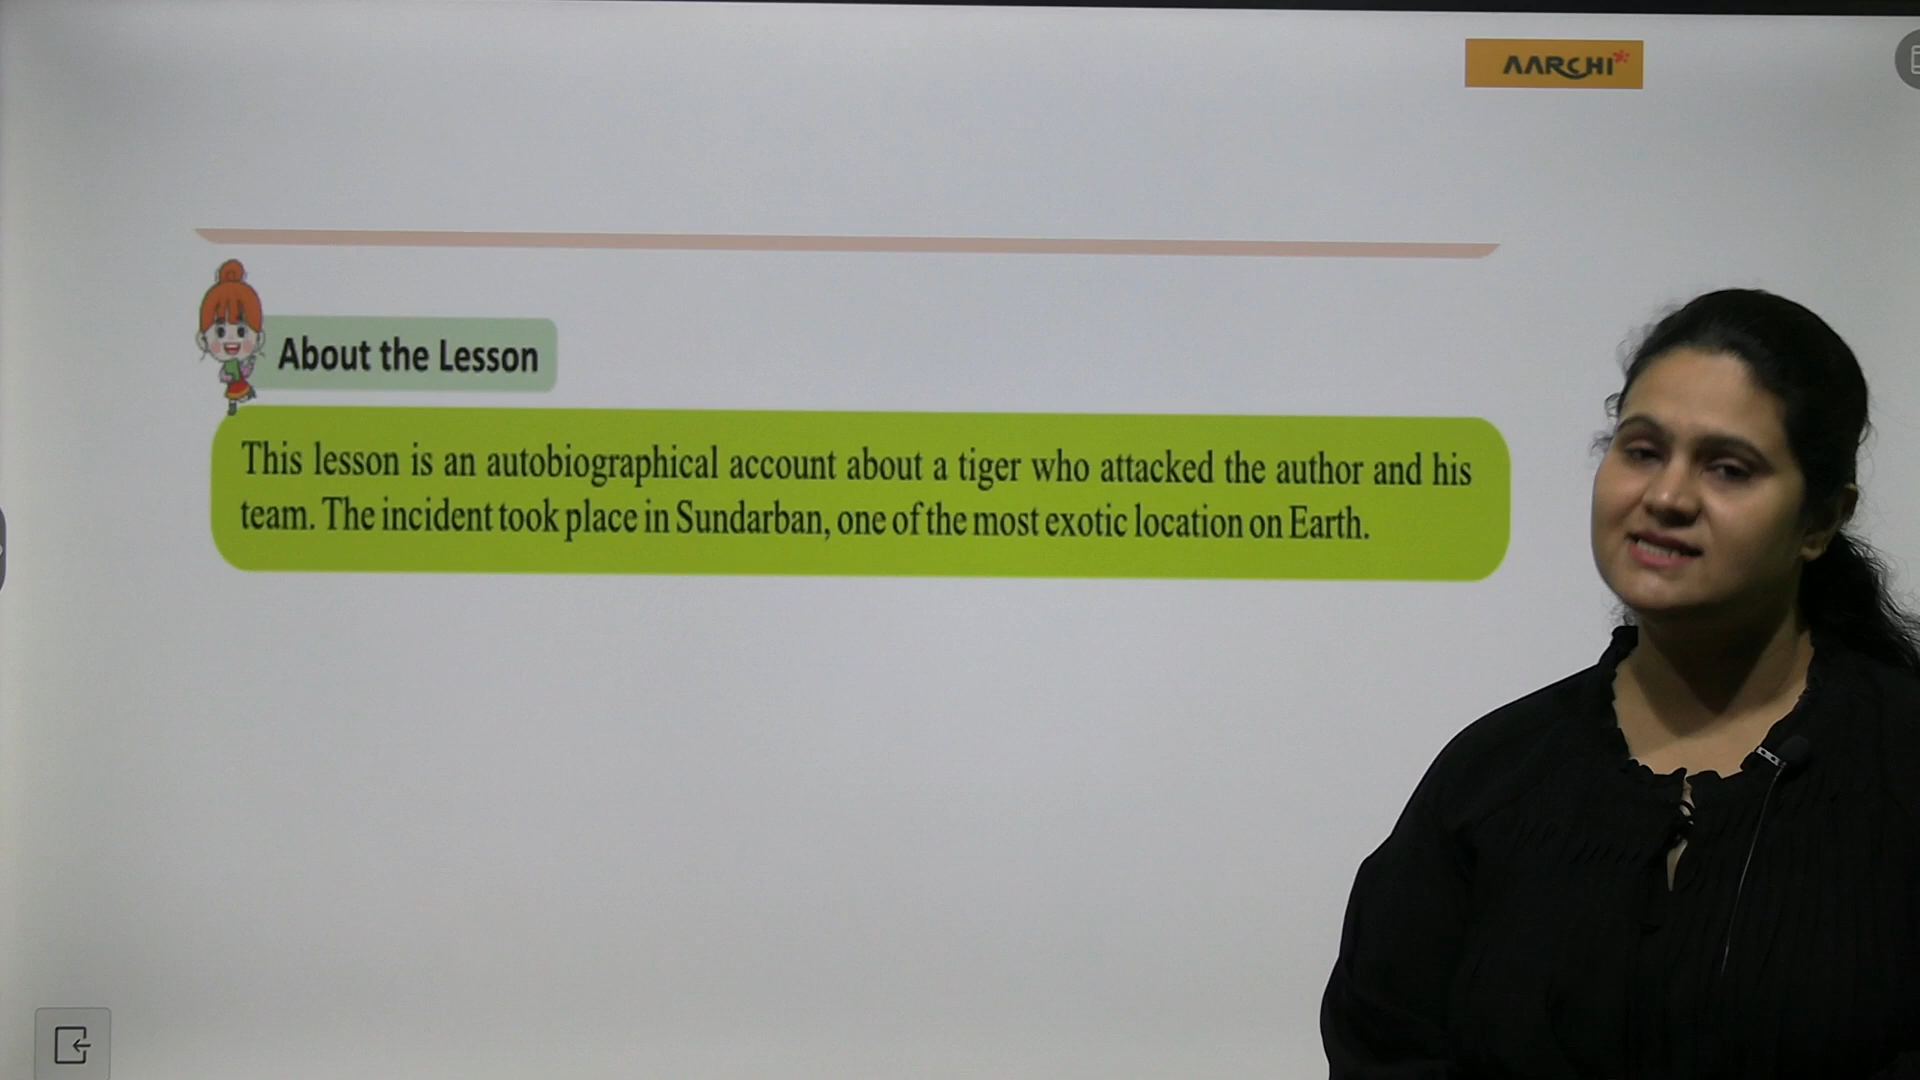 AARCHI
About the Lesson
This lesson is an autobiographical account about a tiger who attacked the author and his
team. The incident took place in Sundarban, one of the most exotic location on Earth.